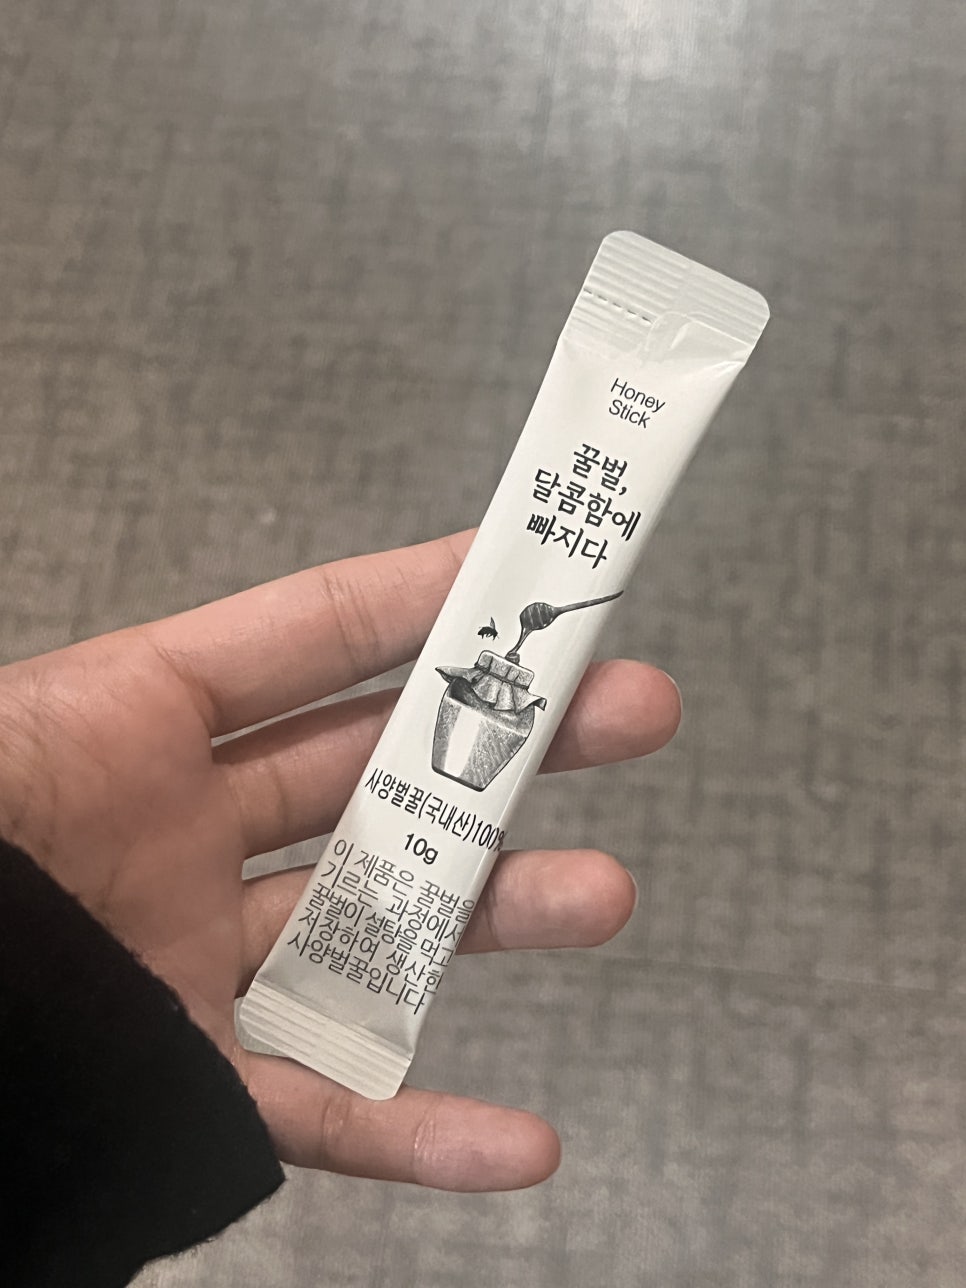 Honey
Stick
꿀벌,
달콤함에
빠지다
사양벌꿀(국내산)100%
10g
이 제품은 꿀벌을
기르는 과정에서
꿀벌이 설탕을 먹고
저장하여 생산한
사양벌꿀입니다